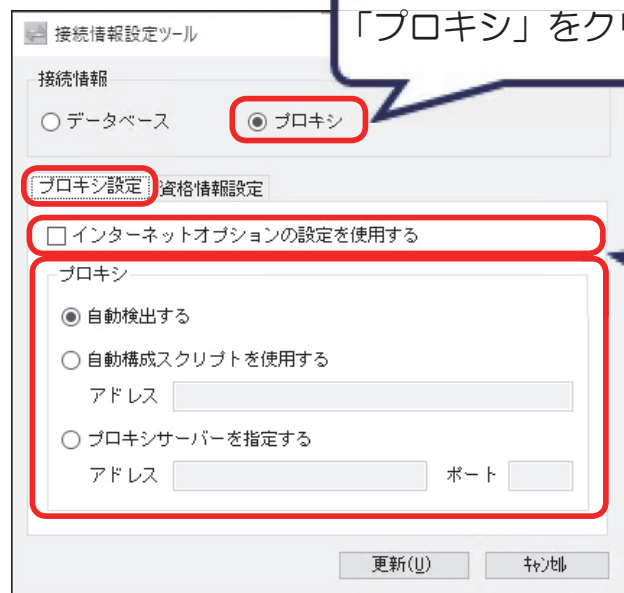 「プロキシ」をク
接続情報設定ツール
接続情報
データベース プロキシ
プロキシ設定 資格情報設定
インターネットオプションの設定を使用する
プロキシ
自動検出する
自動構成スクリプトを使用する
アドレス
プロキシサーバーを指定する
アドレス ポート
更新(U) キャンセル